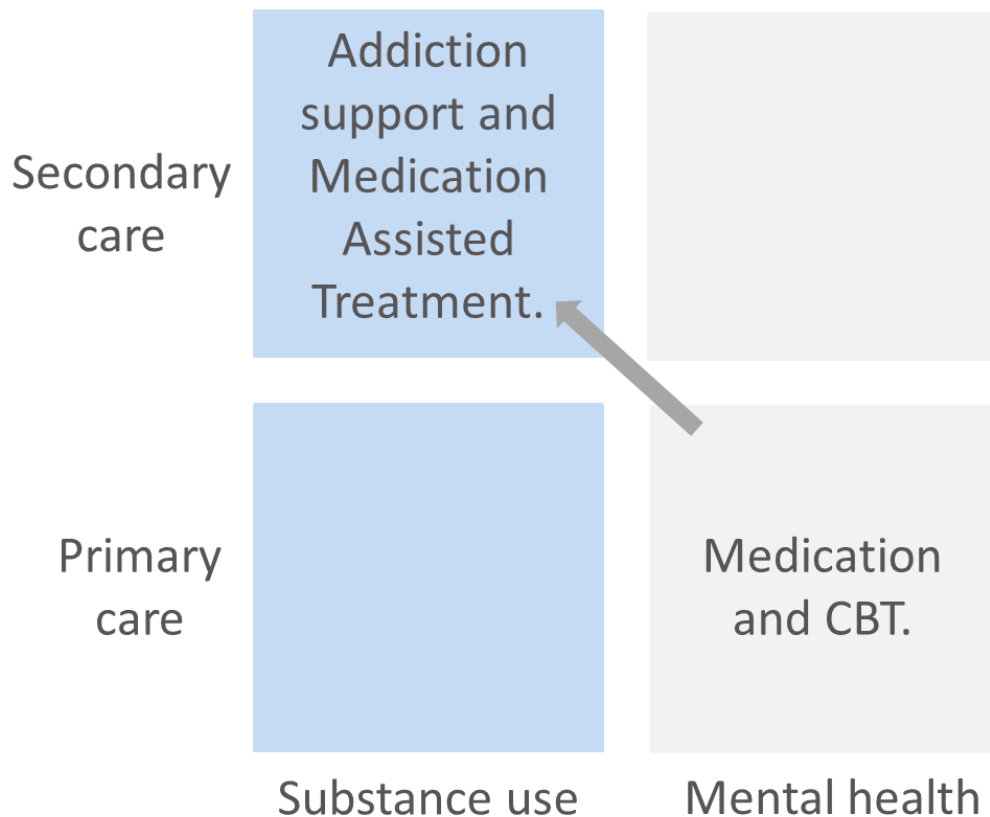 Addiction
support and
Medication
Assisted
Treatment.
Secondary
care
Primary
care
Medication
and CBT.
Substance use
Mental health